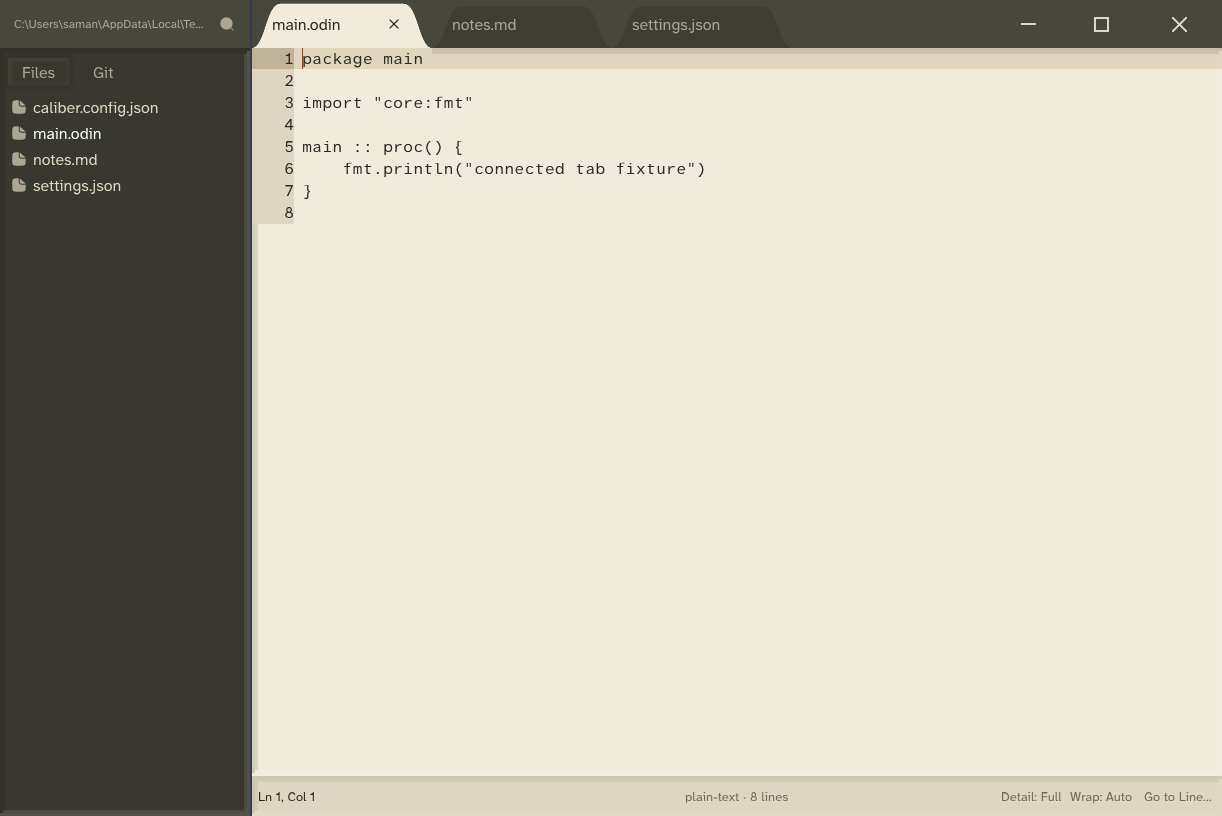 C:\Users\saman\AppData\Local\Te...
main.odin
notes.md
settings.json
Files
Git
caliber.config.json
main.odin
notes.md
settings.json
1 package main
2
3 import "core:fmt"
4
5 main :: proc() {
6     fmt.println("connected tab fixture")
7 }
8
Ln 1, Col 1
plain-text · 8 lines
Detail: Full
Wrap: Auto
Go to Line...